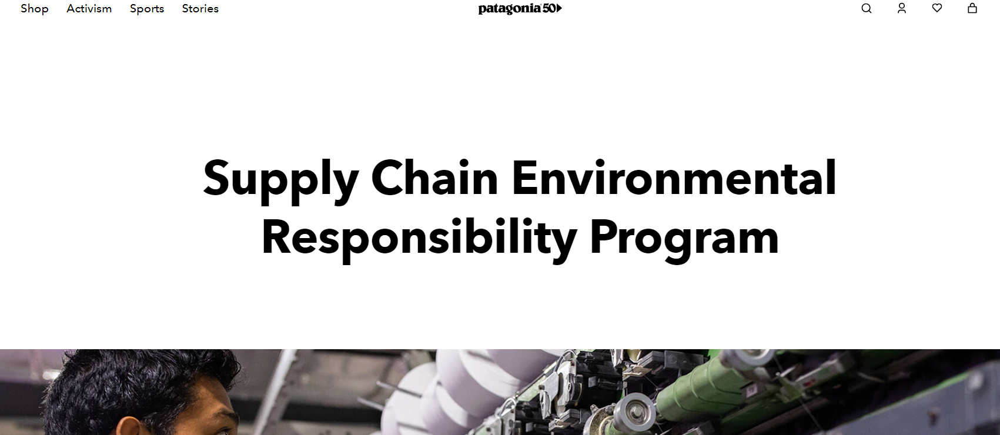 Shop Activism Sports Stories patagonia 50
Supply Chain Environmental
Responsibility Program